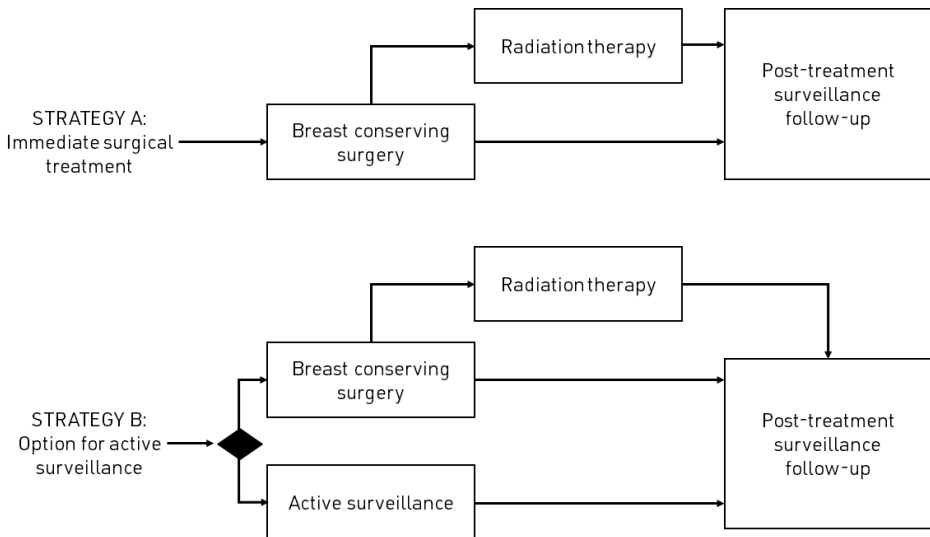 Radiation therapy
Post-treatment
surveillance
follow-up
STRATEGY A:
Immediate surgical
treatment
Breast conserving
surgery
Radiation therapy
Breast conserving
surgery
STRATEGY B:
Option for active
surveillance
Post-treatment
surveillance
follow-up
Active surveillance